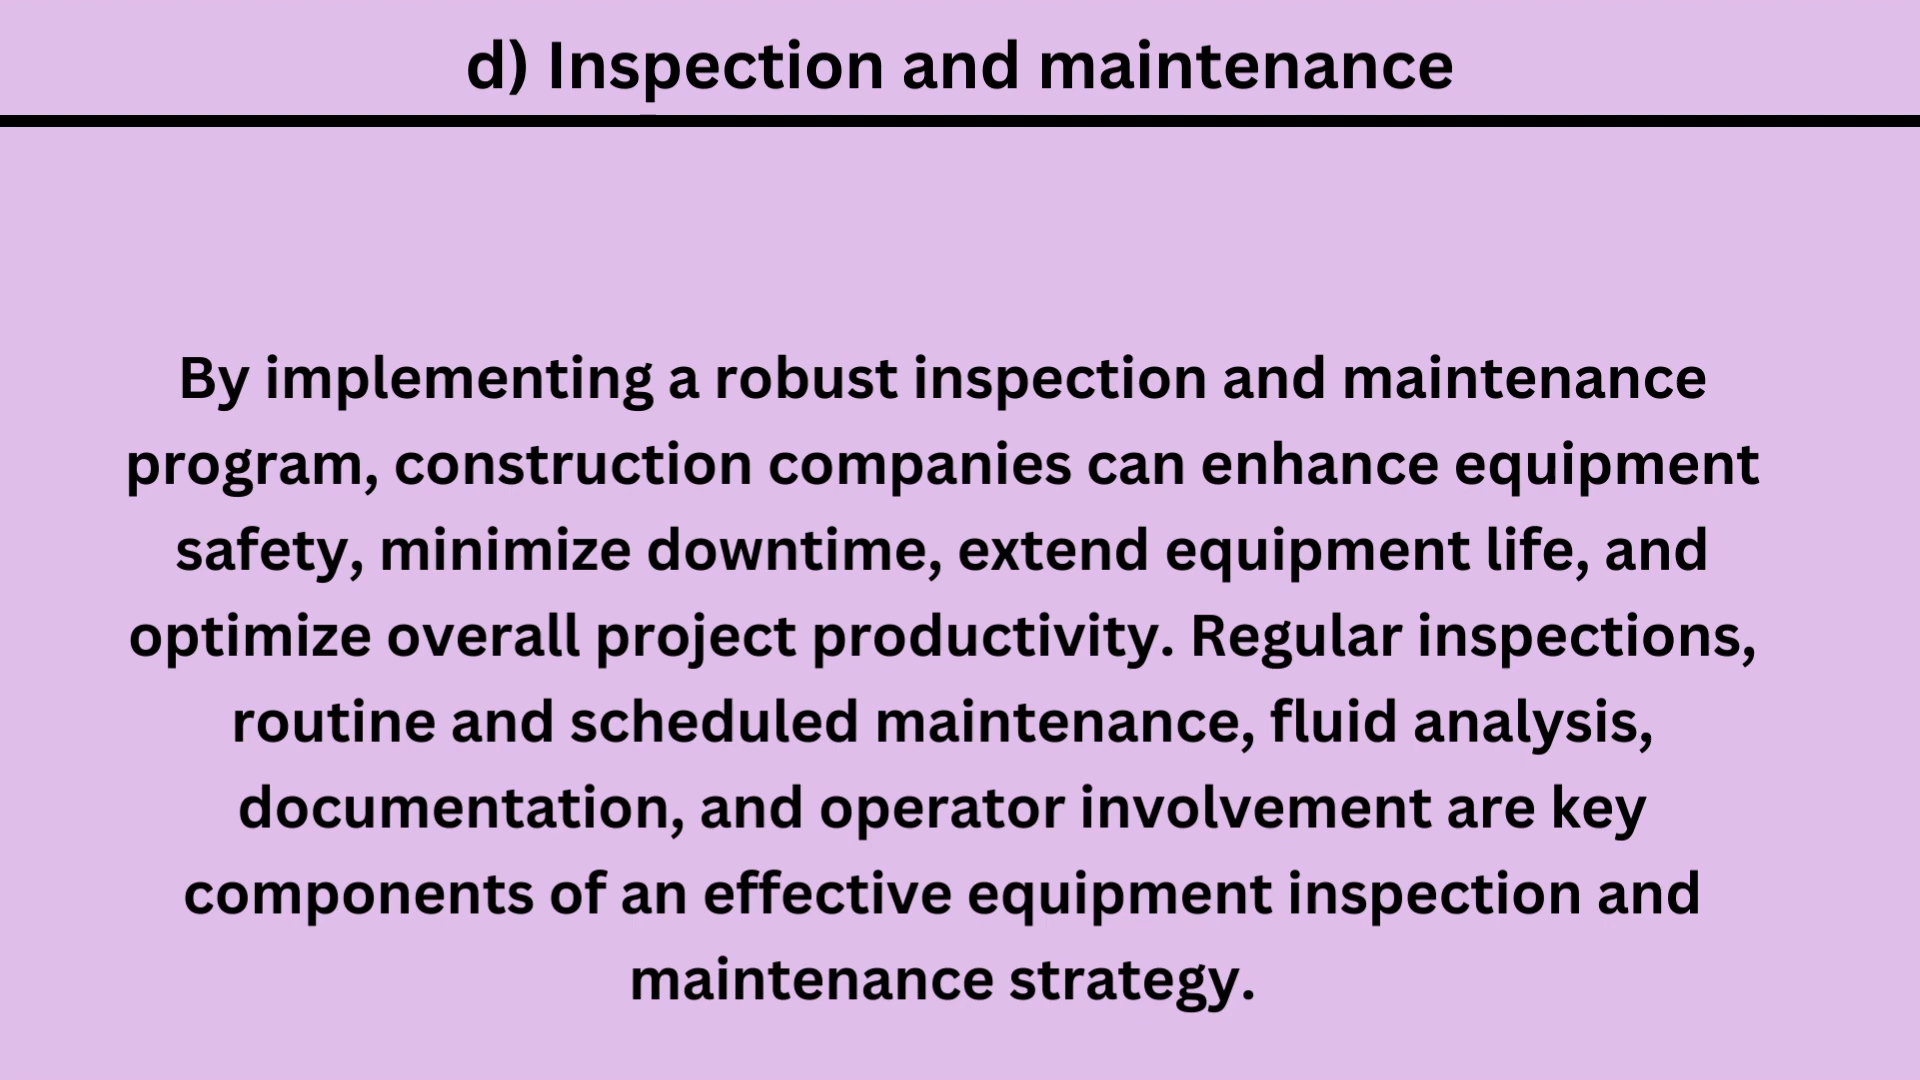 d) Inspection and maintenance
By implementing a robust inspection and maintenance
program, construction companies can enhance equipment
safety, minimize downtime, extend equipment life, and
optimize overall project productivity. Regular inspections,
routine and scheduled maintenance, fluid analysis,
documentation, and operator involvement are key
components of an effective equipment inspection and
maintenance strategy.